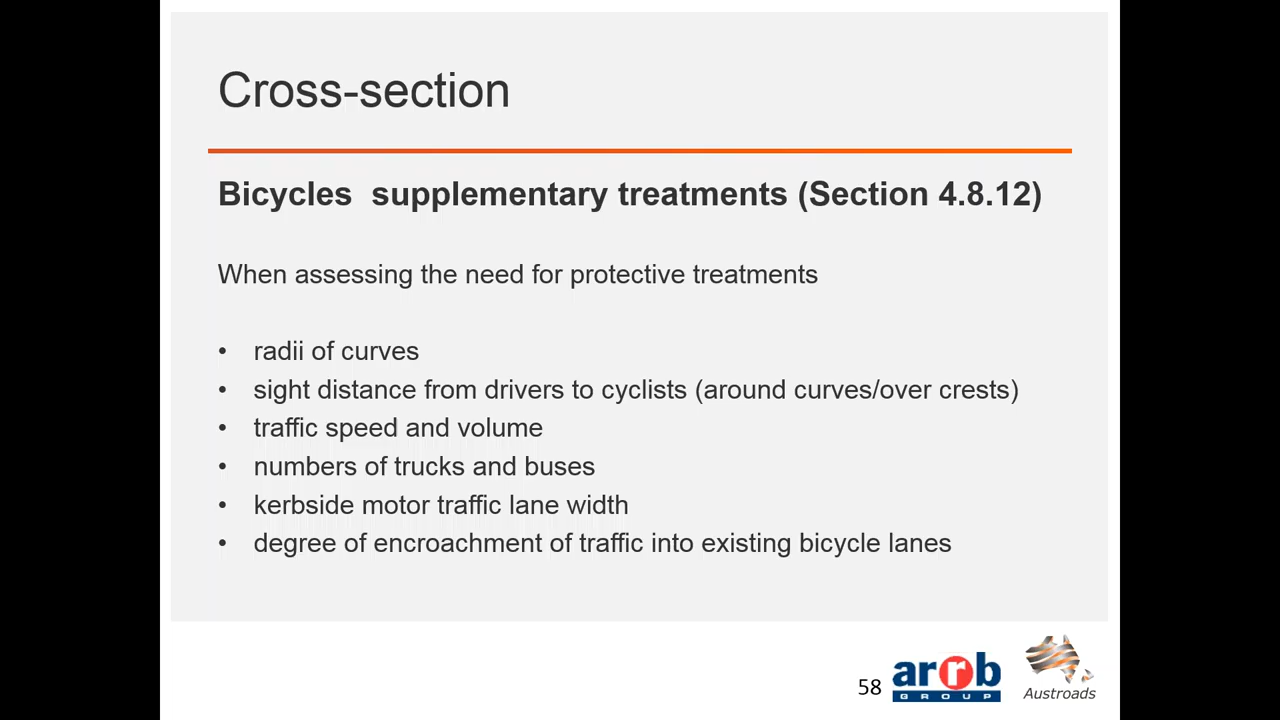 Cross-section
Bicycles  supplementary treatments (Section 4.8.12)
When assessing the need for protective treatments
• radii of curves
• sight distance from drivers to cyclists (around curves/over crests)
• traffic speed and volume
• numbers of trucks and buses
• kerbside motor traffic lane width
• degree of encroachment of traffic into existing bicycle lanes
58
arrb
GROUP
Austroads